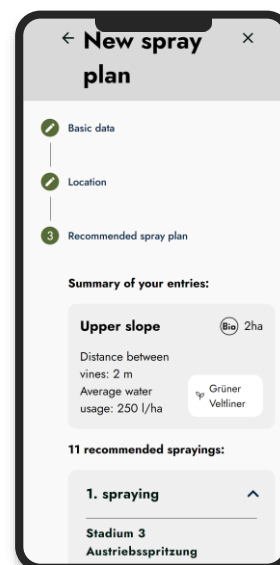 New spray
plan
Basic data
Location
3 Recommended spray plan
Summary of your entries:
Upper slope Bio 2ha
Distance between
vines: 2 m
Average water
usage: 250 l/ha
Grüner
Veltliner
11 recommended sprayings:
1. spraying
Stadium 3
Austriebsspritzung